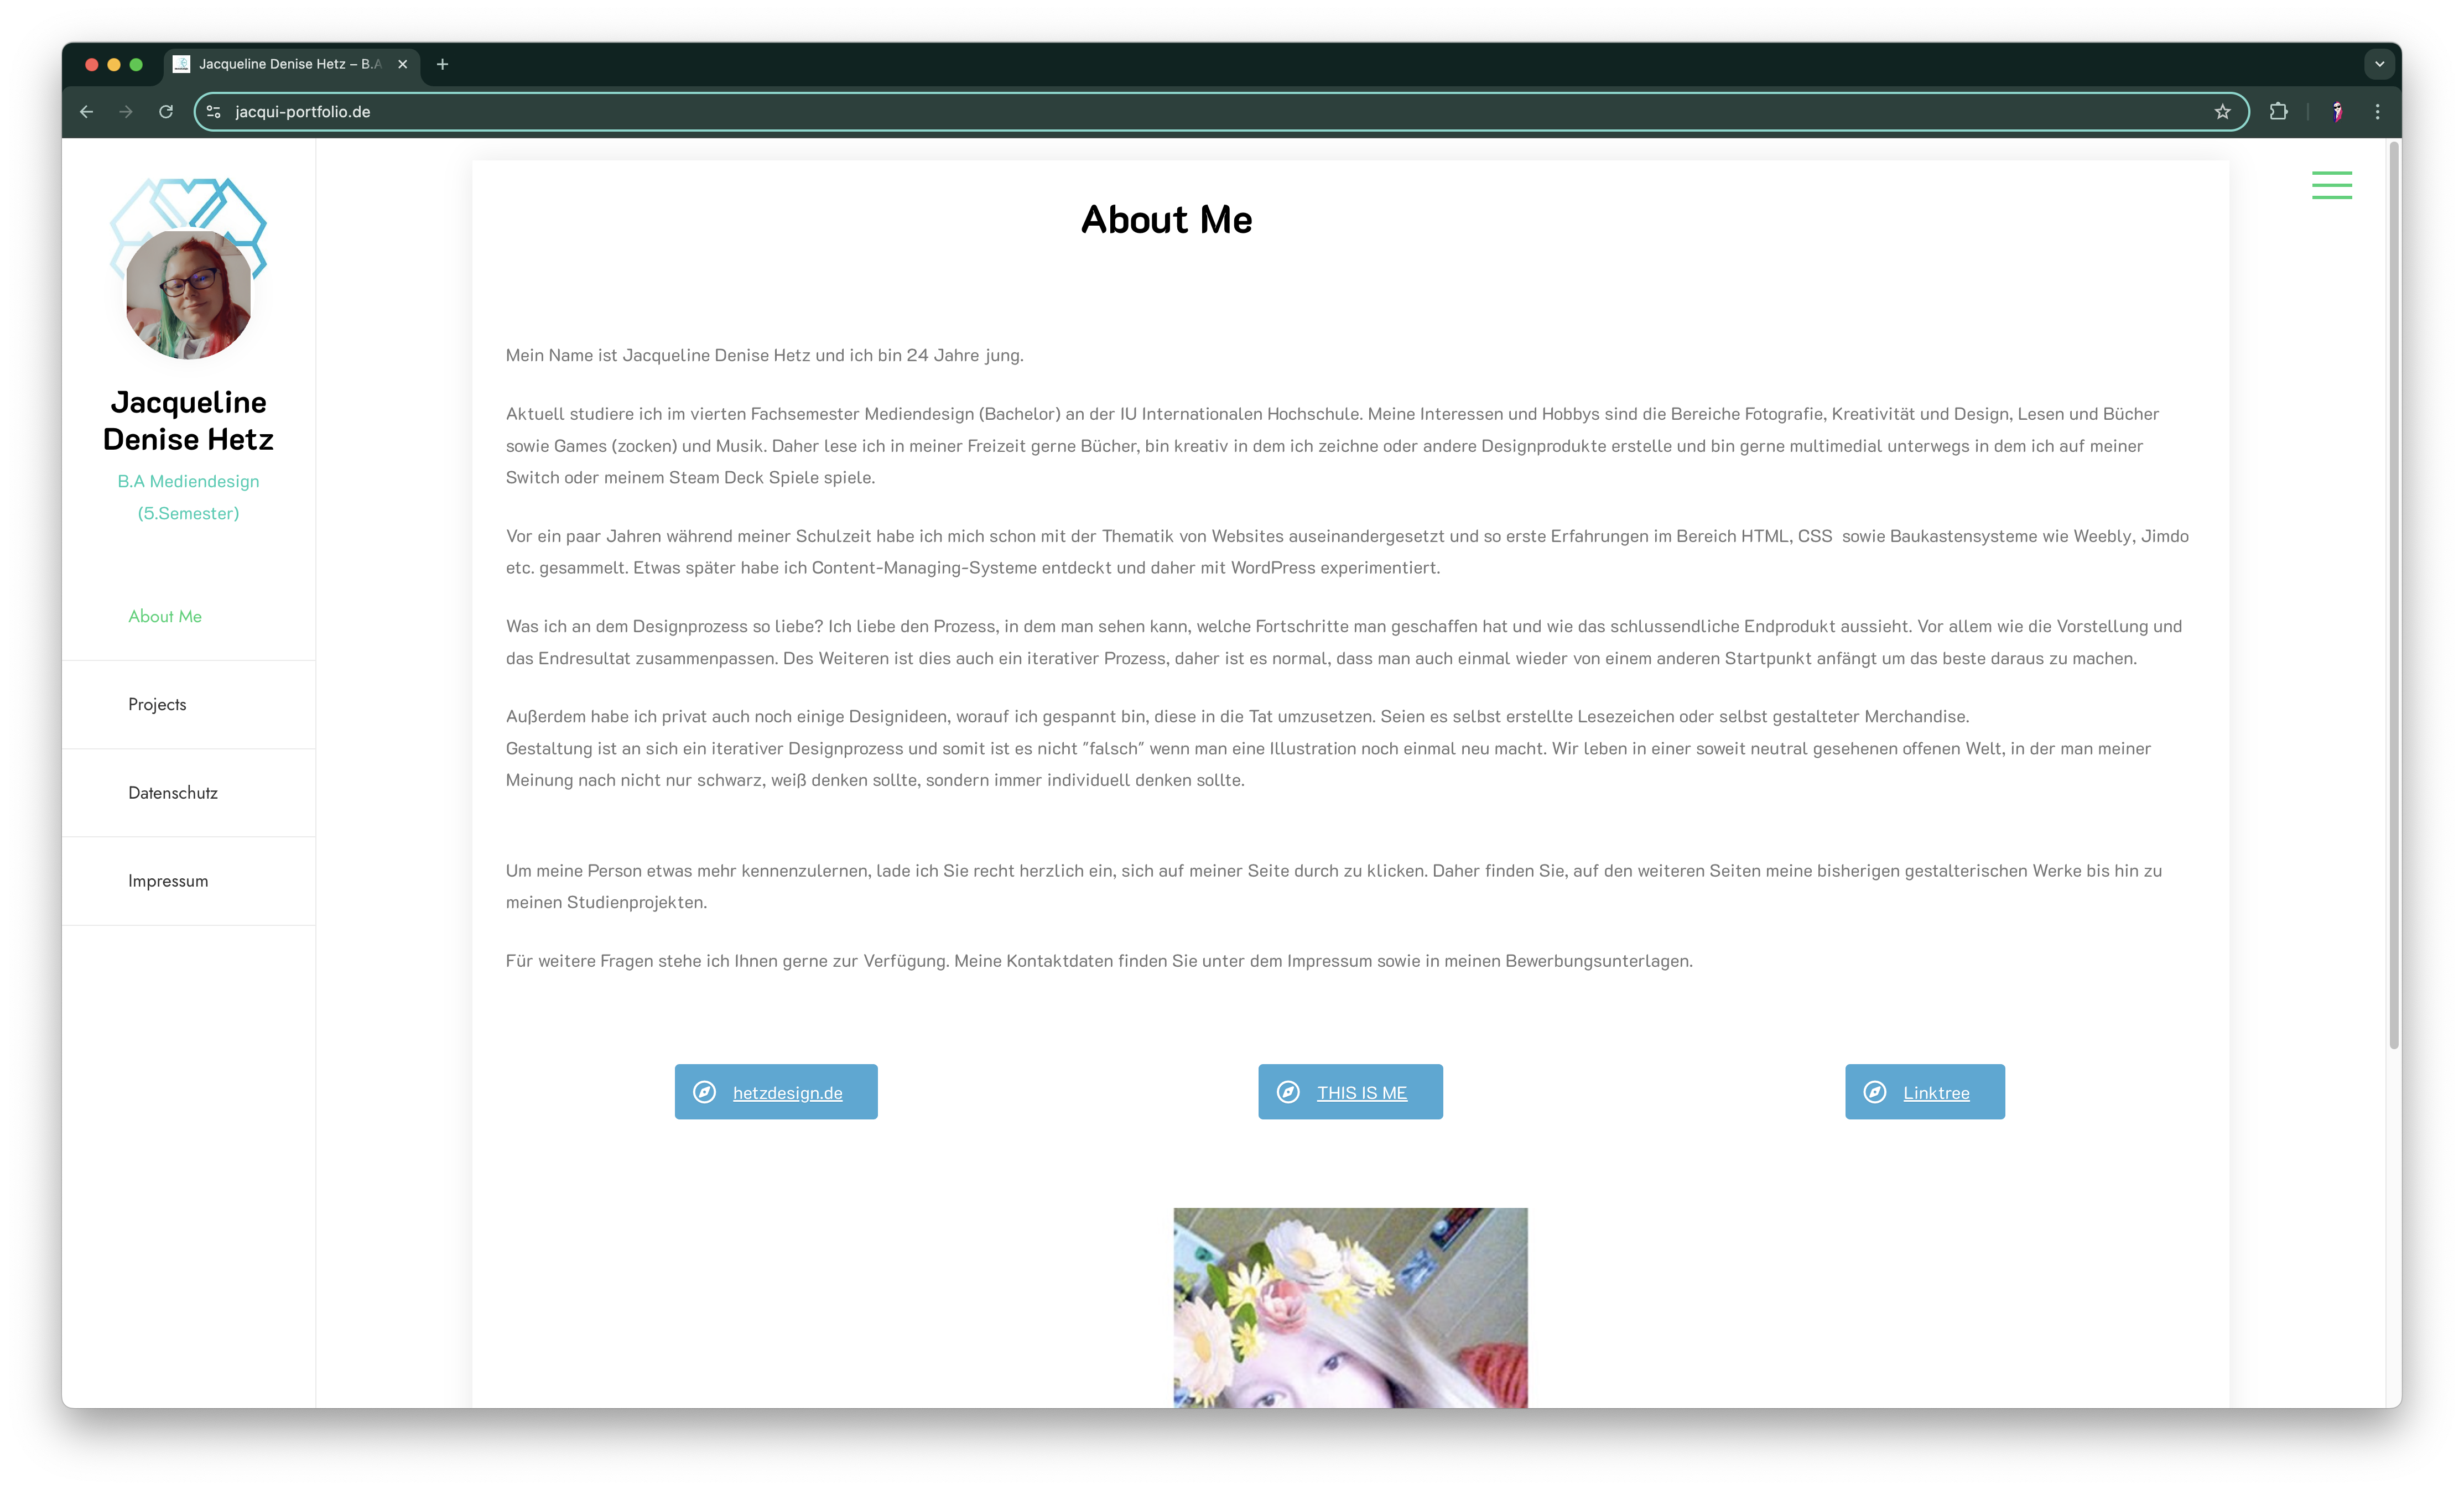 Jacqueline Denise Hetz – B.A
jacqui-portfolio.de
Jacqueline
Denise Hetz
B.A Mediendesign
(5.Semester)
About Me
Projects
Datenschutz
Impressum
About Me
Mein Name ist Jacqueline Denise Hetz und ich bin 24 Jahre jung.
Aktuell studiere ich im vierten Fachsemester Mediendesign (Bachelor) an der IU Internationalen Hochschule. Meine Interessen und Hobbys sind die Bereiche Fotografie, Kreativität und Design, Lesen und Bücher
sowie Games (zocken) und Musik. Daher lese ich in meiner Freizeit gerne Bücher, bin kreativ in dem ich zeichne oder andere Designprodukte erstelle und bin gerne multimedial unterwegs in dem ich auf meiner
Switch oder meinem Steam Deck Spiele spiele.
Vor ein paar Jahren während meiner Schulzeit habe ich mich schon mit der Thematik von Websites auseinandergesetzt und so erste Erfahrungen im Bereich HTML, CSS  sowie Baukastensysteme wie Weebly, Jimdo
etc. gesammelt. Etwas später habe ich Content-Managing-Systeme entdeckt und daher mit WordPress experimentiert.
Was ich an dem Designprozess so liebe? Ich liebe den Prozess, in dem man sehen kann, welche Fortschritte man geschaffen hat und wie das schlussendliche Endprodukt aussieht. Vor allem wie die Vorstellung und
das Endresultat zusammenpassen. Des Weiteren ist dies auch ein iterativer Prozess, daher ist es normal, dass man auch einmal wieder von einem anderen Startpunkt anfängt um das beste daraus zu machen.
Außerdem habe ich privat auch noch einige Designideen, worauf ich gespannt bin, diese in die Tat umzusetzen. Seien es selbst erstellte Lesezeichen oder selbst gestalteter Merchandise.
Gestaltung ist an sich ein iterativer Designprozess und somit ist es nicht "falsch" wenn man eine Illustration noch einmal neu macht. Wir leben in einer soweit neutral gesehenen offenen Welt, in der man meiner
Meinung nach nicht nur schwarz, weiß denken sollte, sondern immer individuell denken sollte.
Um meine Person etwas mehr kennenzulernen, lade ich Sie recht herzlich ein, sich auf meiner Seite durch zu klicken. Daher finden Sie, auf den weiteren Seiten meine bisherigen gestalterischen Werke bis hin zu
meinen Studienprojekten.
Für weitere Fragen stehe ich Ihnen gerne zur Verfügung. Meine Kontaktdaten finden Sie unter dem Impressum sowie in meinen Bewerbungsunterlagen.
hetzdesign.de
THIS IS ME
Linktree